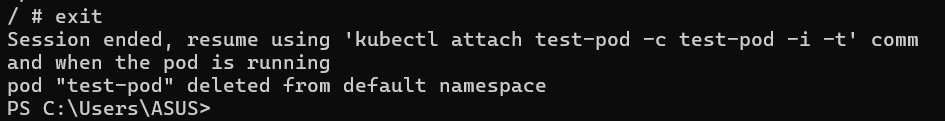 / # exit
Session ended, resume using 'kubectl attach test-pod -c test-pod -i -t' comm
and when the pod is running
pod "test-pod" deleted from default namespace
PS C:\Users\ASUS>